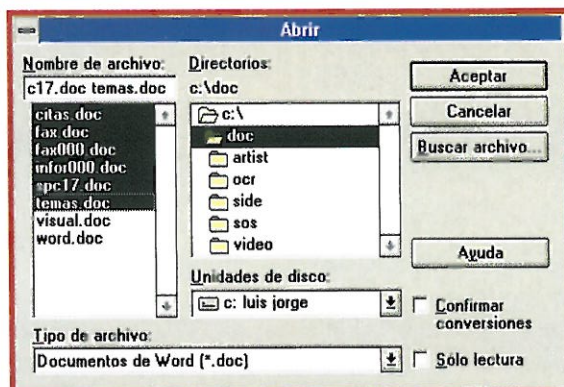 Abrir
Nombre de archivo:
c17.doc temas.doc
citas.doc
fax.doc
fax000.doc
infor000.doc
spc17.doc
temas.doc
visual.doc
word.doc
Directorios:
c:\doc
c:\
doc
artist
ocr
side
sos
video
Unidades de disco:
c: luis jorge
Tipo de archivo:
Documentos de Word (*.doc)
Aceptar
Cancelar
Buscar archivo...
Ayuda
Confirmar
conversiones
Sólo lectura